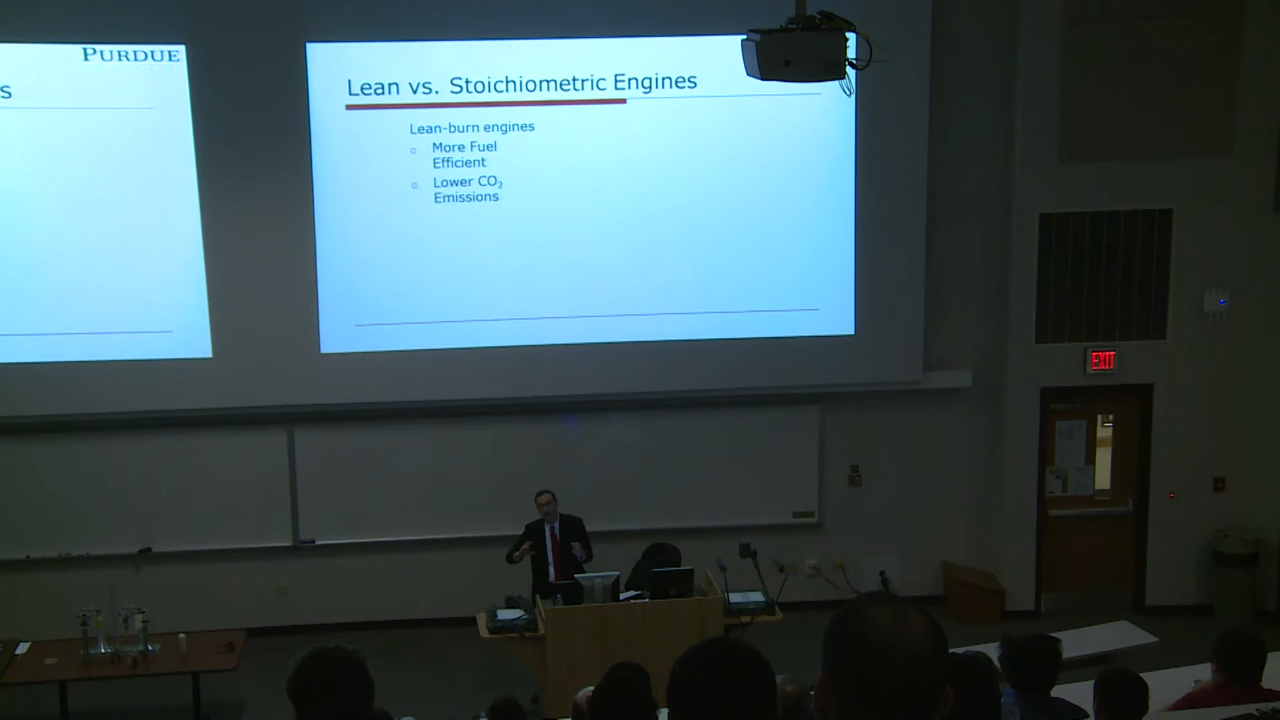 PURDUE
s
Lean vs. Stoichiometric Engines
Lean-burn engines
More Fuel
Efficient
Lower CO₂
Emissions
EXIT